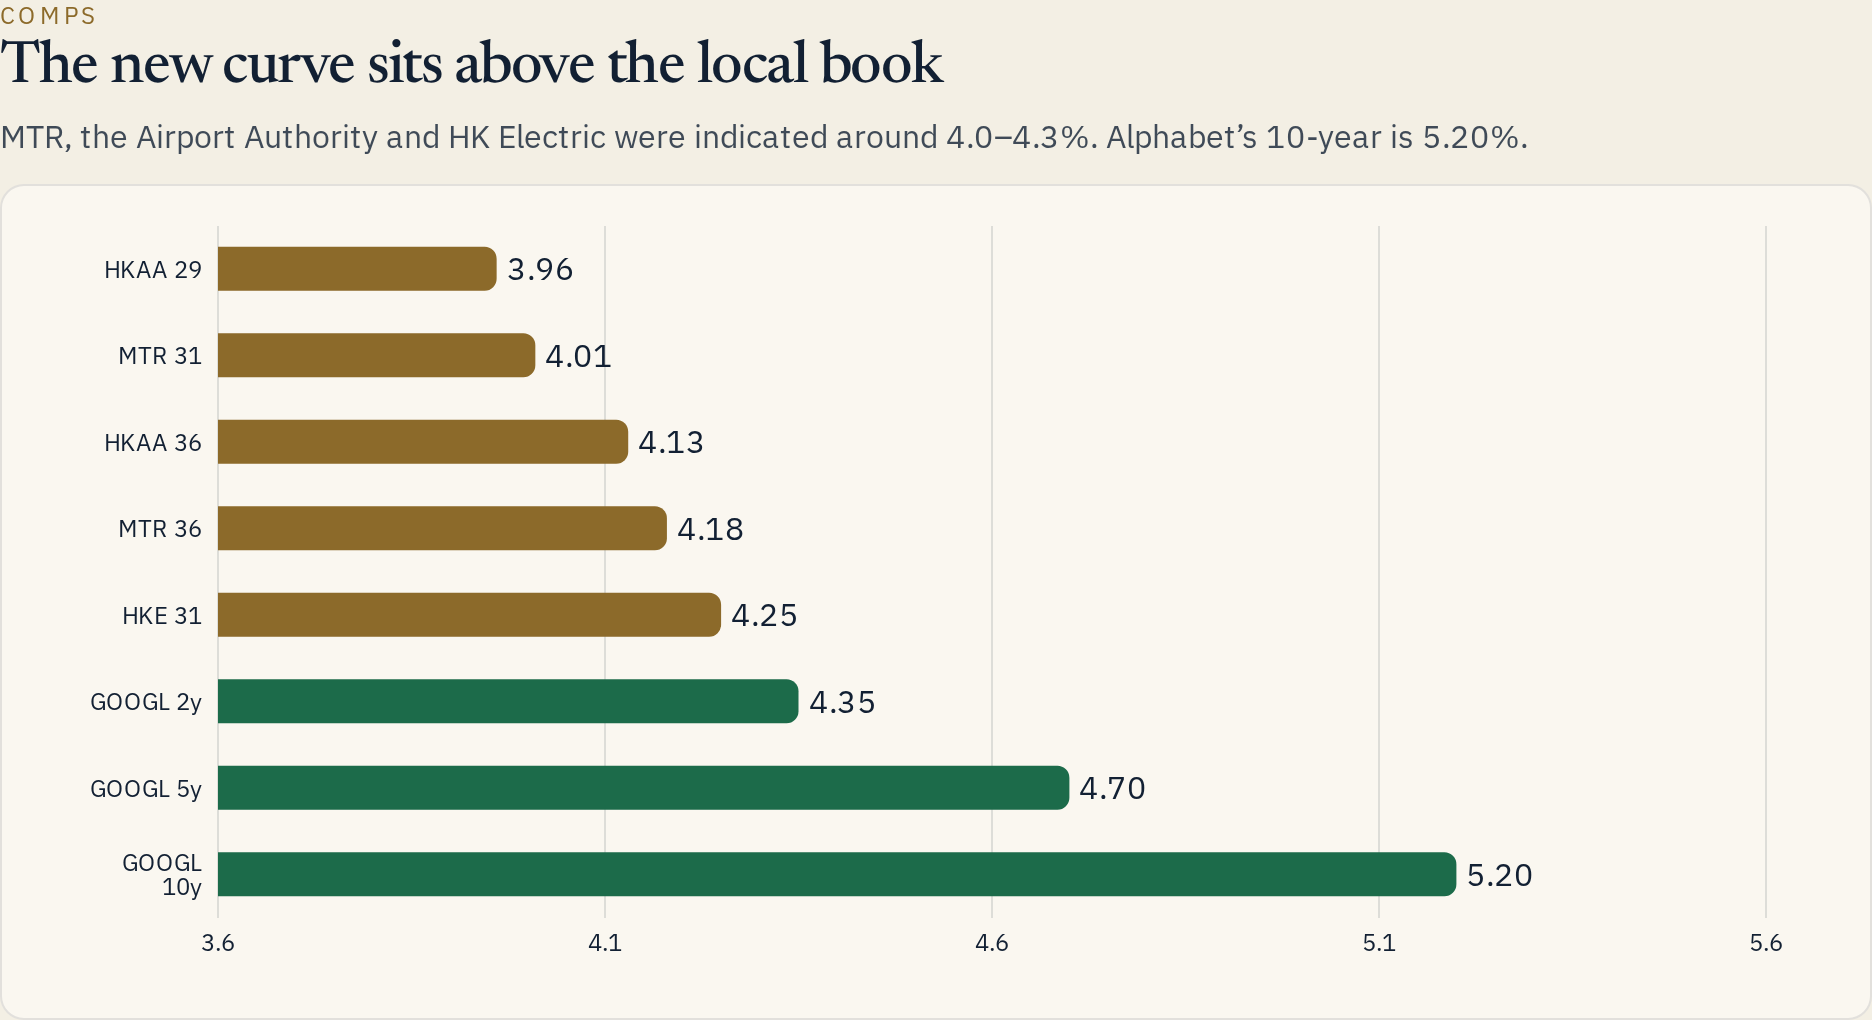 COMPS
The new curve sits above the local book
MTR, the Airport Authority and HK Electric were indicated around 4.0–4.3%. Alphabet’s 10-year is 5.20%.
HKAA 29
3.96
MTR 31
4.01
HKAA 36
4.13
MTR 36
4.18
HKE 31
4.25
GOOGL 2y
4.35
GOOGL 5y
4.70
GOOGL
10y
5.20
3.6
4.1
4.6
5.1
5.6